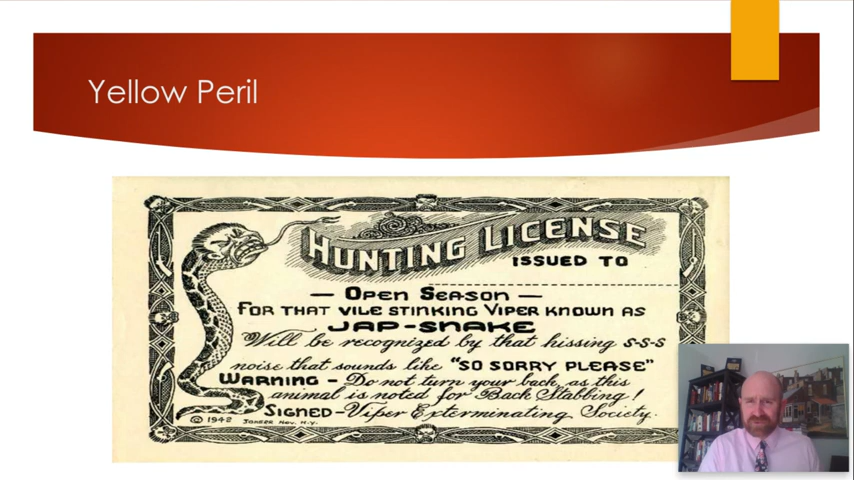 Yellow Peril
HUNTING LICENSE
ISSUED TO
— OPEN SEASON —
FOR THAT VILE STINKING VIPER KNOWN AS
JAP-SNAKE
Will be recognized by that hissing s-s-s
noise that sounds like "SO SORRY PLEASE"
WARNING – Do not turn your back, as this
animal is noted for Back Stabbing!
SIGNED – Viper Exterminating Society.
© 1942